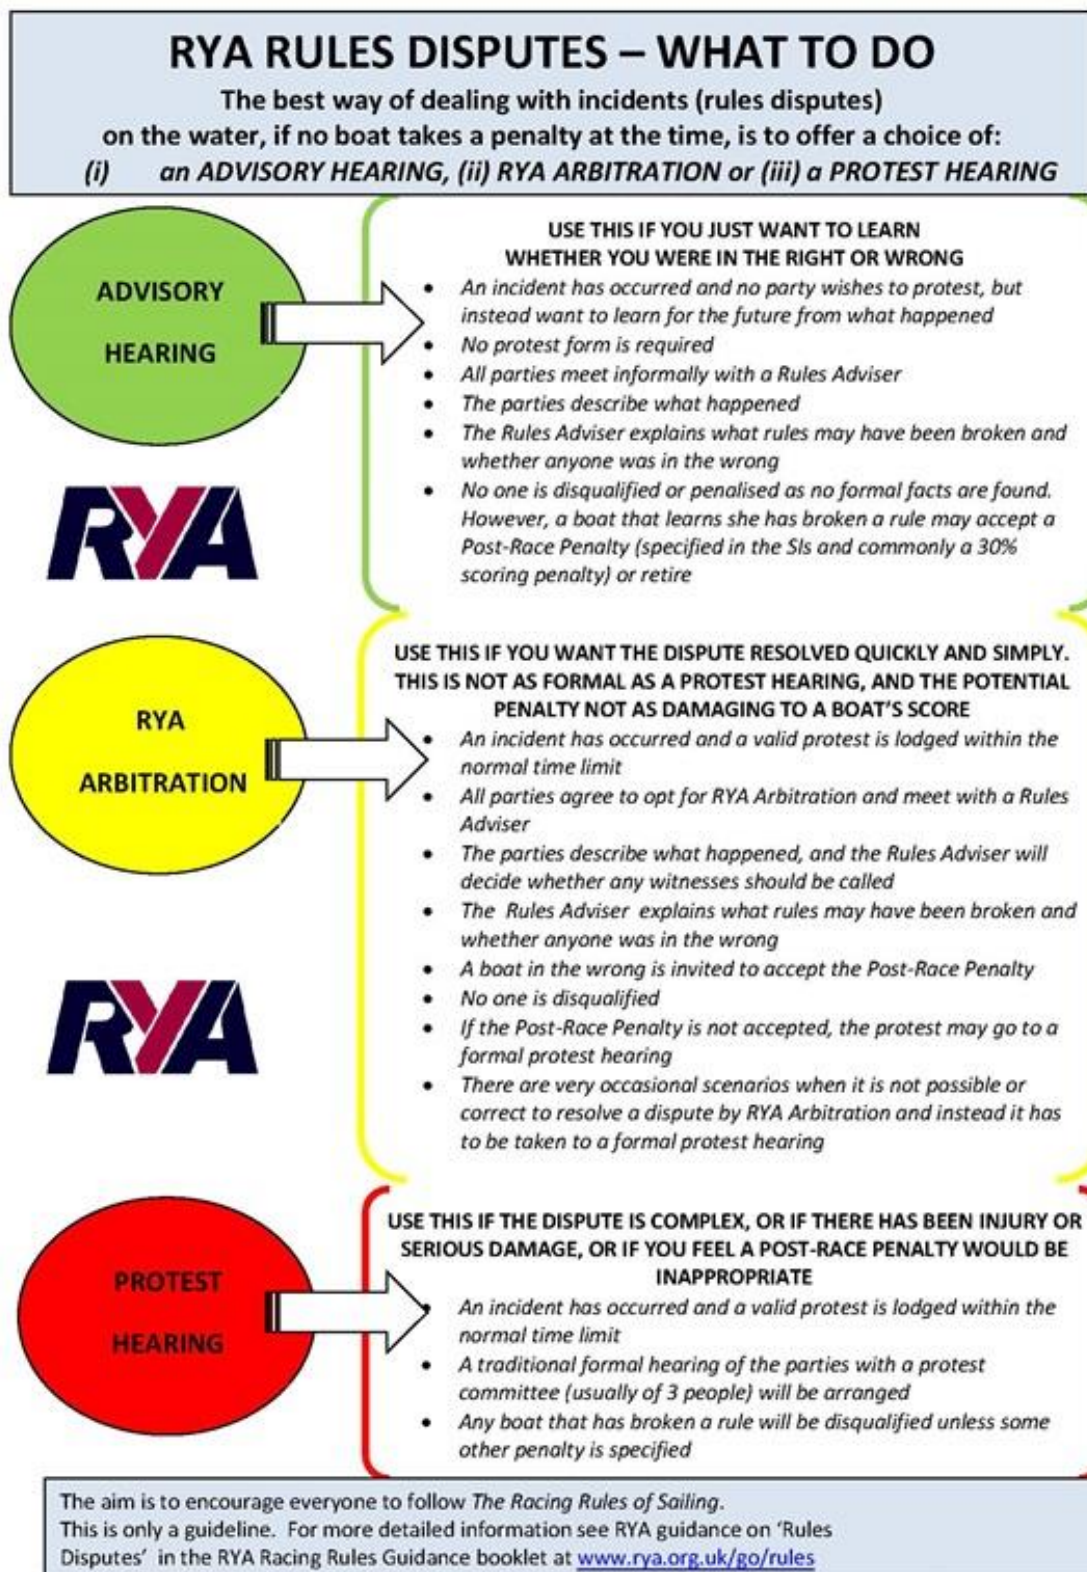 RYA RULES DISPUTES – WHAT TO DO
The best way of dealing with incidents (rules disputes)
on the water, if no boat takes a penalty at the time, is to offer a choice of:
(i) an ADVISORY HEARING, (ii) RYA ARBITRATION or (iii) a PROTEST HEARING
ADVISORY
HEARING
USE THIS IF YOU JUST WANT TO LEARN
WHETHER YOU WERE IN THE RIGHT OR WRONG
• An incident has occurred and no party wishes to protest, but
instead want to learn for the future from what happened
• No protest form is required
• All parties meet informally with a Rules Adviser
• The parties describe what happened
• The Rules Adviser explains what rules may have been broken and
whether anyone was in the wrong
• No one is disqualified or penalised as no formal facts are found.
However, a boat that learns she has broken a rule may accept a
Post-Race Penalty (specified in the SIs and commonly a 30%
scoring penalty) or retire
RYA
RYA
ARBITRATION
USE THIS IF YOU WANT THE DISPUTE RESOLVED QUICKLY AND SIMPLY.
THIS IS NOT AS FORMAL AS A PROTEST HEARING, AND THE POTENTIAL
PENALTY NOT AS DAMAGING TO A BOAT'S SCORE
• An incident has occurred and a valid protest is lodged within the
normal time limit
• All parties agree to opt for RYA Arbitration and meet with a Rules
Adviser
• The parties describe what happened, and the Rules Adviser will
decide whether any witnesses should be called
• The Rules Adviser explains what rules may have been broken and
whether anyone was in the wrong
• A boat in the wrong is invited to accept the Post-Race Penalty
• No one is disqualified
• If the Post-Race Penalty is not accepted, the protest may go to a
formal protest hearing
• There are very occasional scenarios when it is not possible or
correct to resolve a dispute by RYA Arbitration and instead it has
to be taken to a formal protest hearing
RYA
PROTEST
HEARING
USE THIS IF THE DISPUTE IS COMPLEX, OR IF THERE HAS BEEN INJURY OR
SERIOUS DAMAGE, OR IF YOU FEEL A POST-RACE PENALTY WOULD BE
INAPPROPRIATE
• An incident has occurred and a valid protest is lodged within the
normal time limit
• A traditional formal hearing of the parties with a protest
committee (usually of 3 people) will be arranged
• Any boat that has broken a rule will be disqualified unless some
other penalty is specified
The aim is to encourage everyone to follow The Racing Rules of Sailing.
This is only a guideline. For more detailed information see RYA guidance on 'Rules
Disputes' in the RYA Racing Rules Guidance booklet at www.rya.org.uk/go/rules